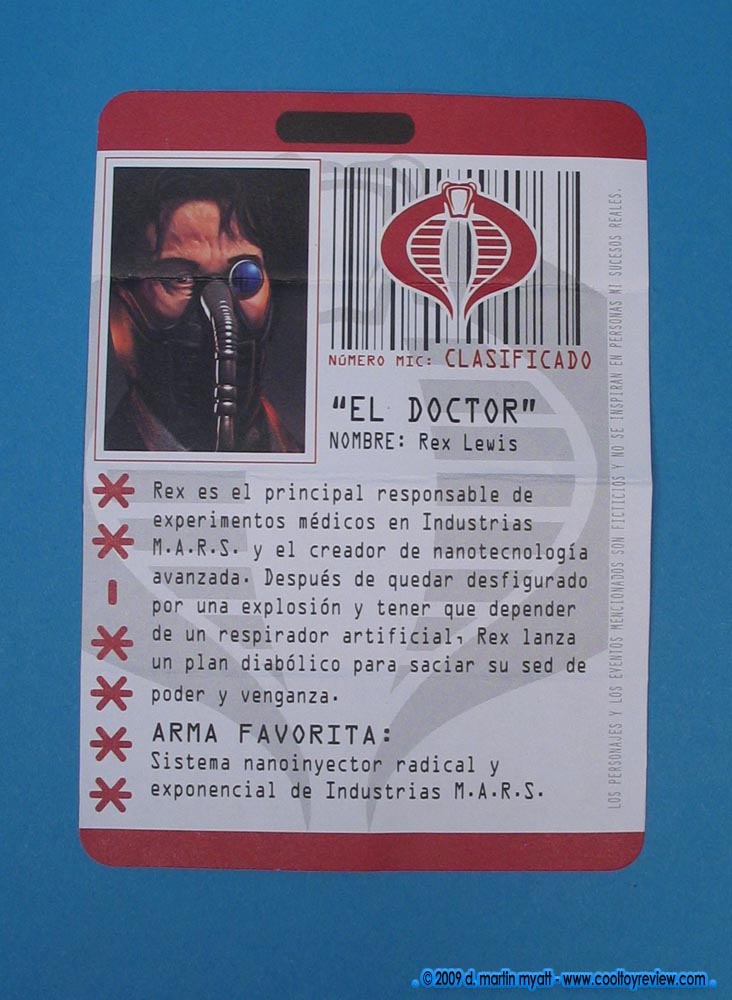 NÚMERO MIC: CLASIFICADO
“EL DOCTOR”
NOMBRE: Rex Lewis
Rex es el principal responsable de
experimentos médicos en Industrias
M.A.R.S. y el creador de nanotecnología
avanzada. Después de quedar desfigurado
por una explosión y tener que depender
de un respirador artificial, Rex lanza
un plan diabólico para saciar su sed de
poder y venganza.
ARMA FAVORITA:
Sistema nanoinyector radical y
exponencial de Industrias M.A.R.S.
LOS PERSONAJES Y LOS EVENTOS MENCIONADOS SON FICTICIOS Y NO SE INSPIRAN EN PERSONAS NI SUCESOS REALES.
© 2009 d. martin myatt - www.cooltoyreview.com